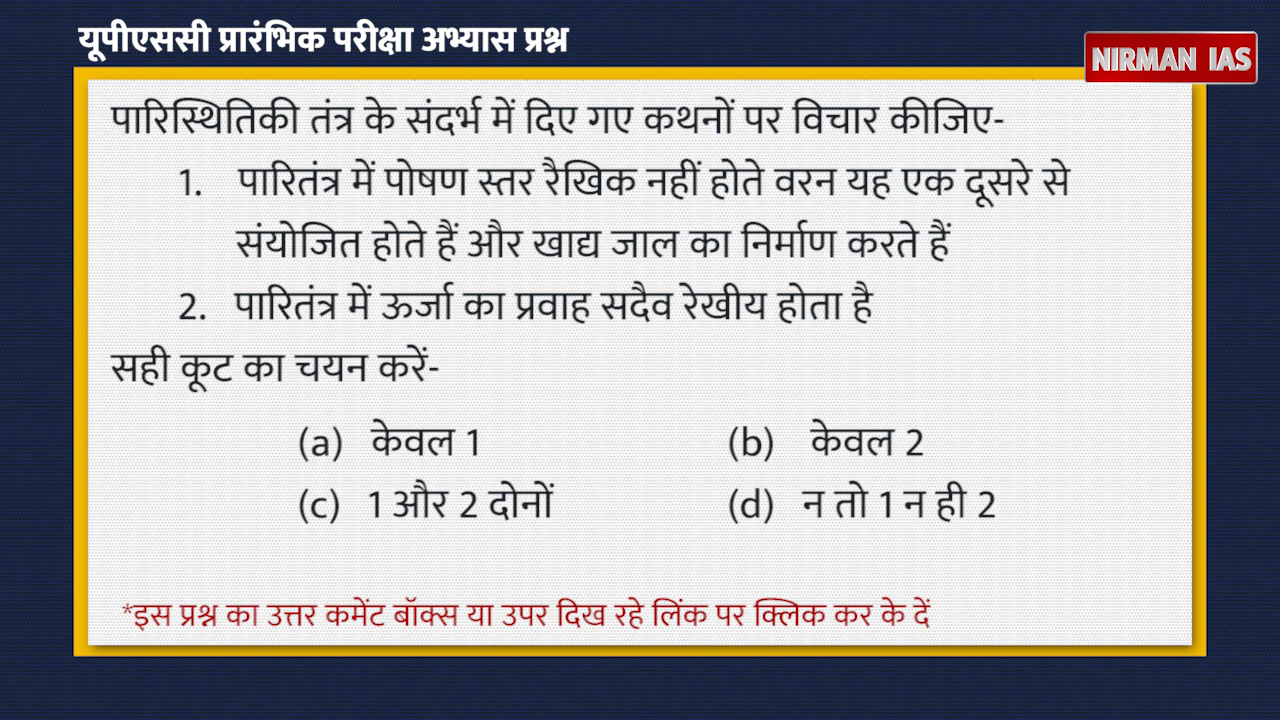 यूपीएससी प्रारंभिक परीक्षा अभ्यास प्रश्न
NIRMAN IAS
पारिस्थितिकी तंत्र के संदर्भ में दिए गए कथनों पर विचार कीजिए-
1. पारितंत्र में पोषण स्तर रैखिक नहीं होते वरन यह एक दूसरे से
संयोजित होते हैं और खाद्य जाल का निर्माण करते हैं
2. पारितंत्र में ऊर्जा का प्रवाह सदैव रेखीय होता है
सही कूट का चयन करें-
(a) केवल 1 (b) केवल 2
(c) 1 और 2 दोनों (d) न तो 1 न ही 2
*इस प्रश्न का उत्तर कमेंट बॉक्स या उपर दिख रहे लिंक पर क्लिक कर के दें